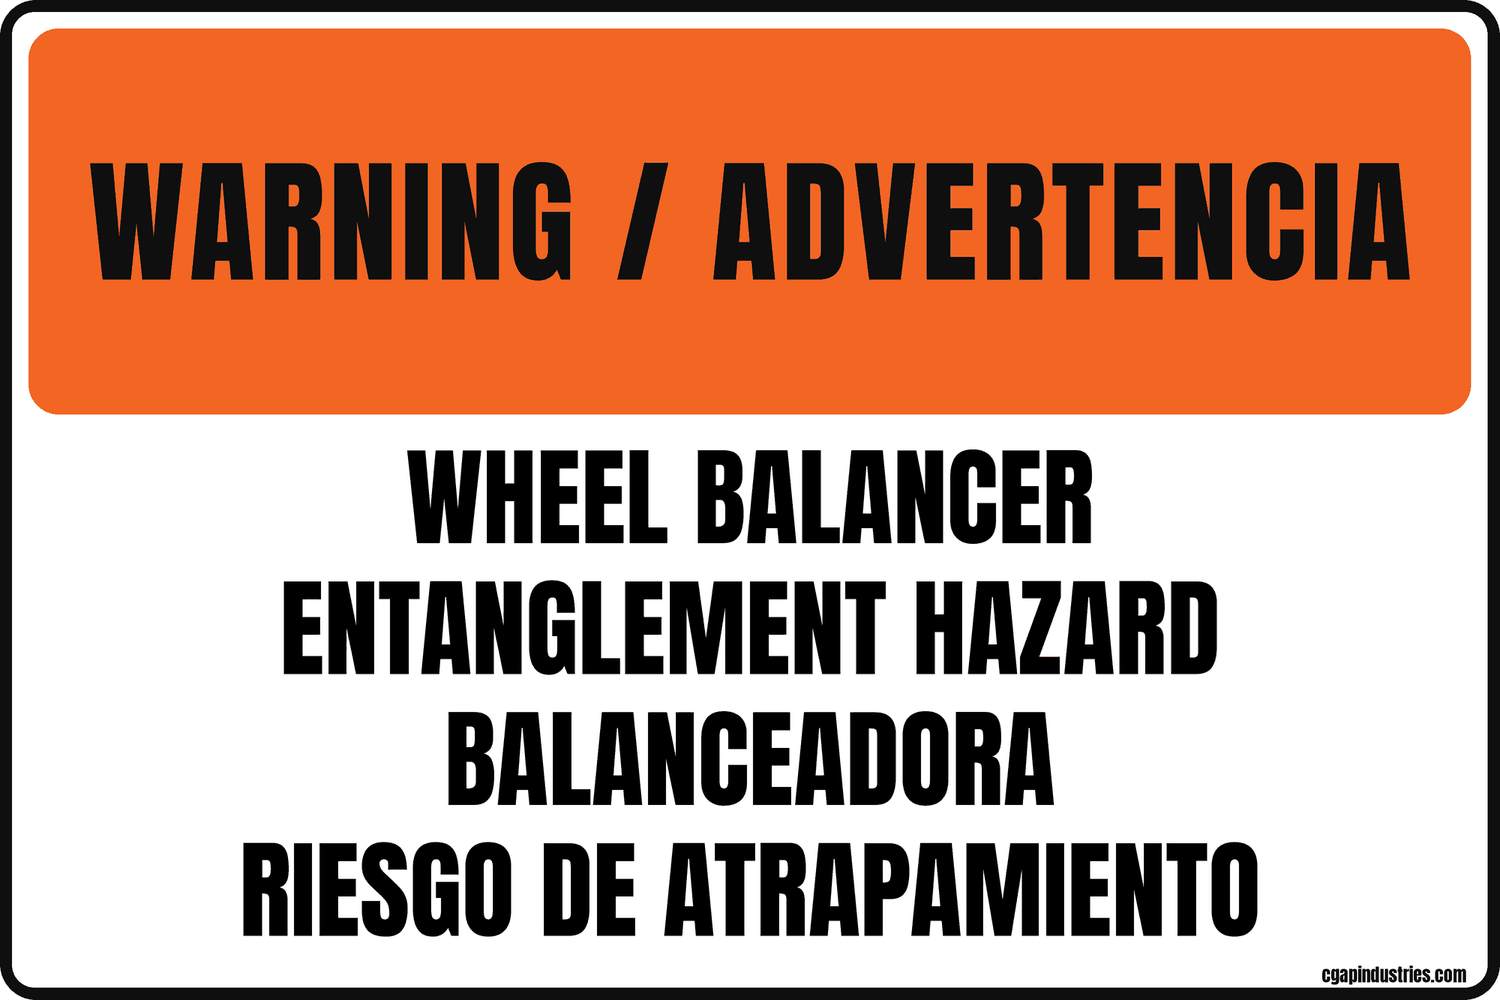 WARNING / ADVERTENCIA
WHEEL BALANCER
ENTANGLEMENT HAZARD
BALANCEADORA
RIESGO DE ATRAPAMIENTO
cgapindustries.com